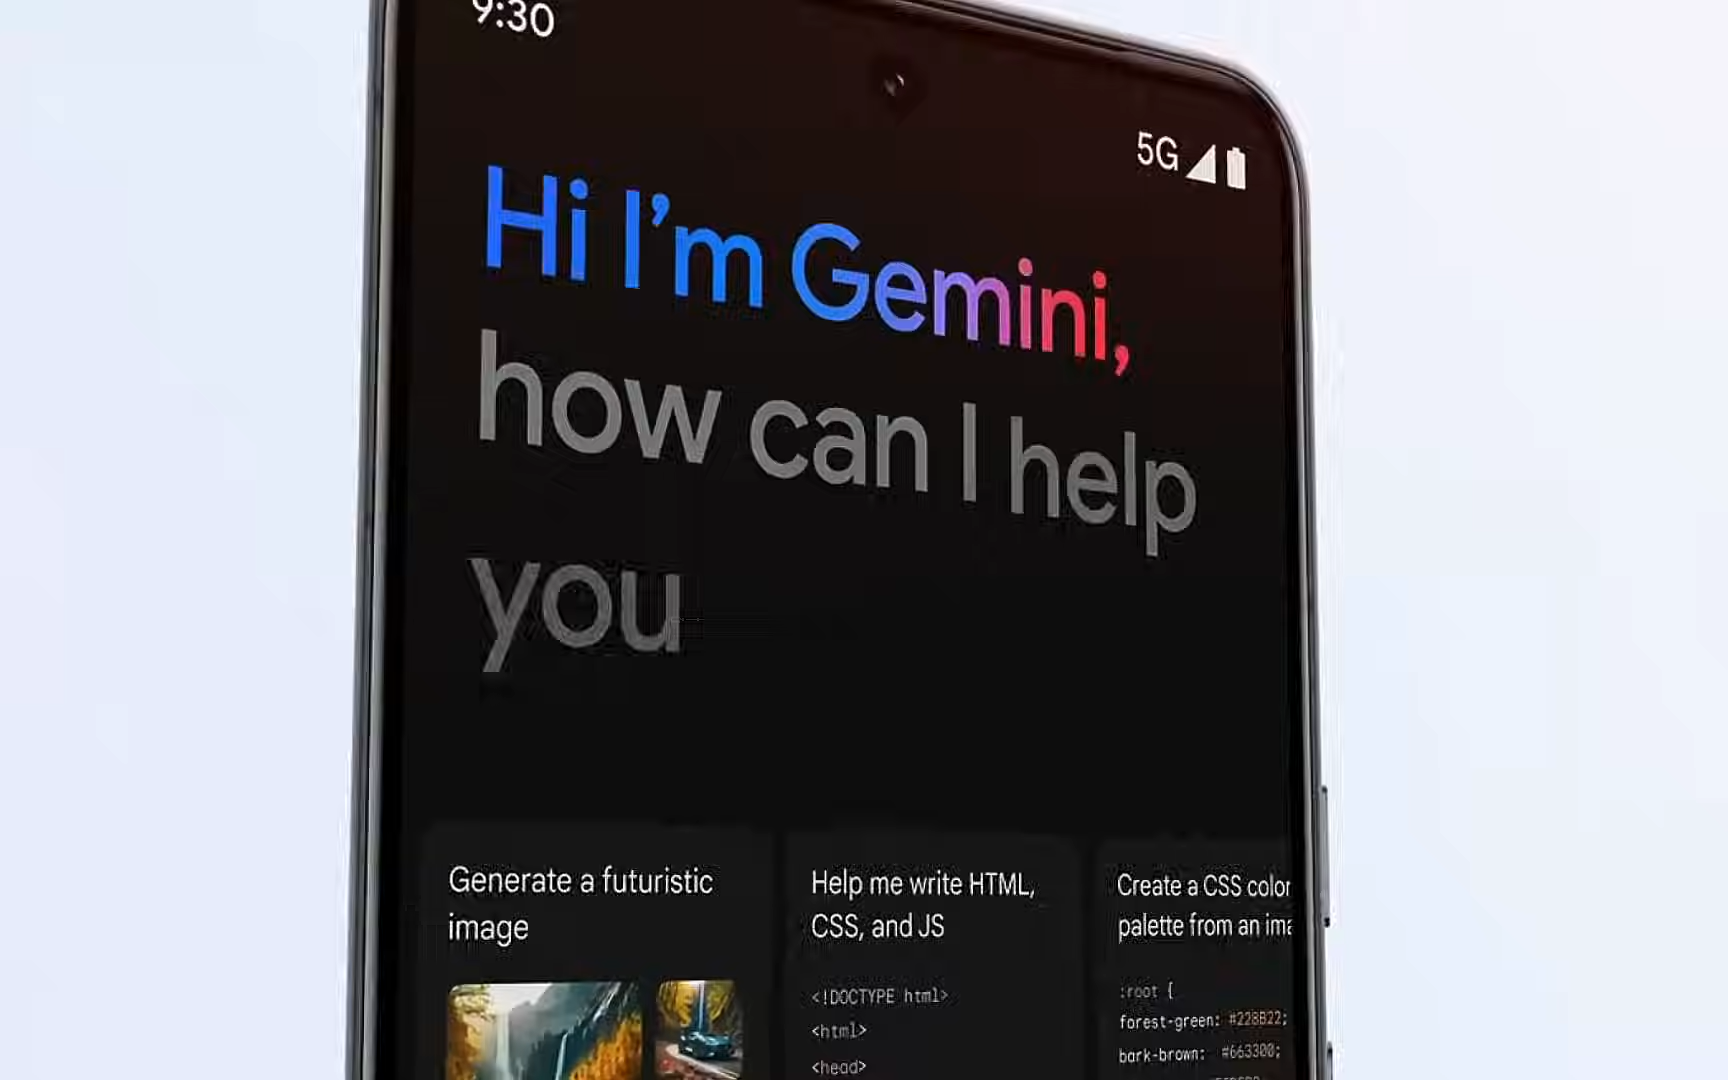 9:30
5G
Hi I'm Gemini,
how can I help
you
Generate a futuristic
image
Help me write HTML,
CSS, and JS
Create a CSS color
palette from an
<!DOCTYPE html>
<html>
<head>
:root {
forest-green: #228B22;
bark-brown: #663300;